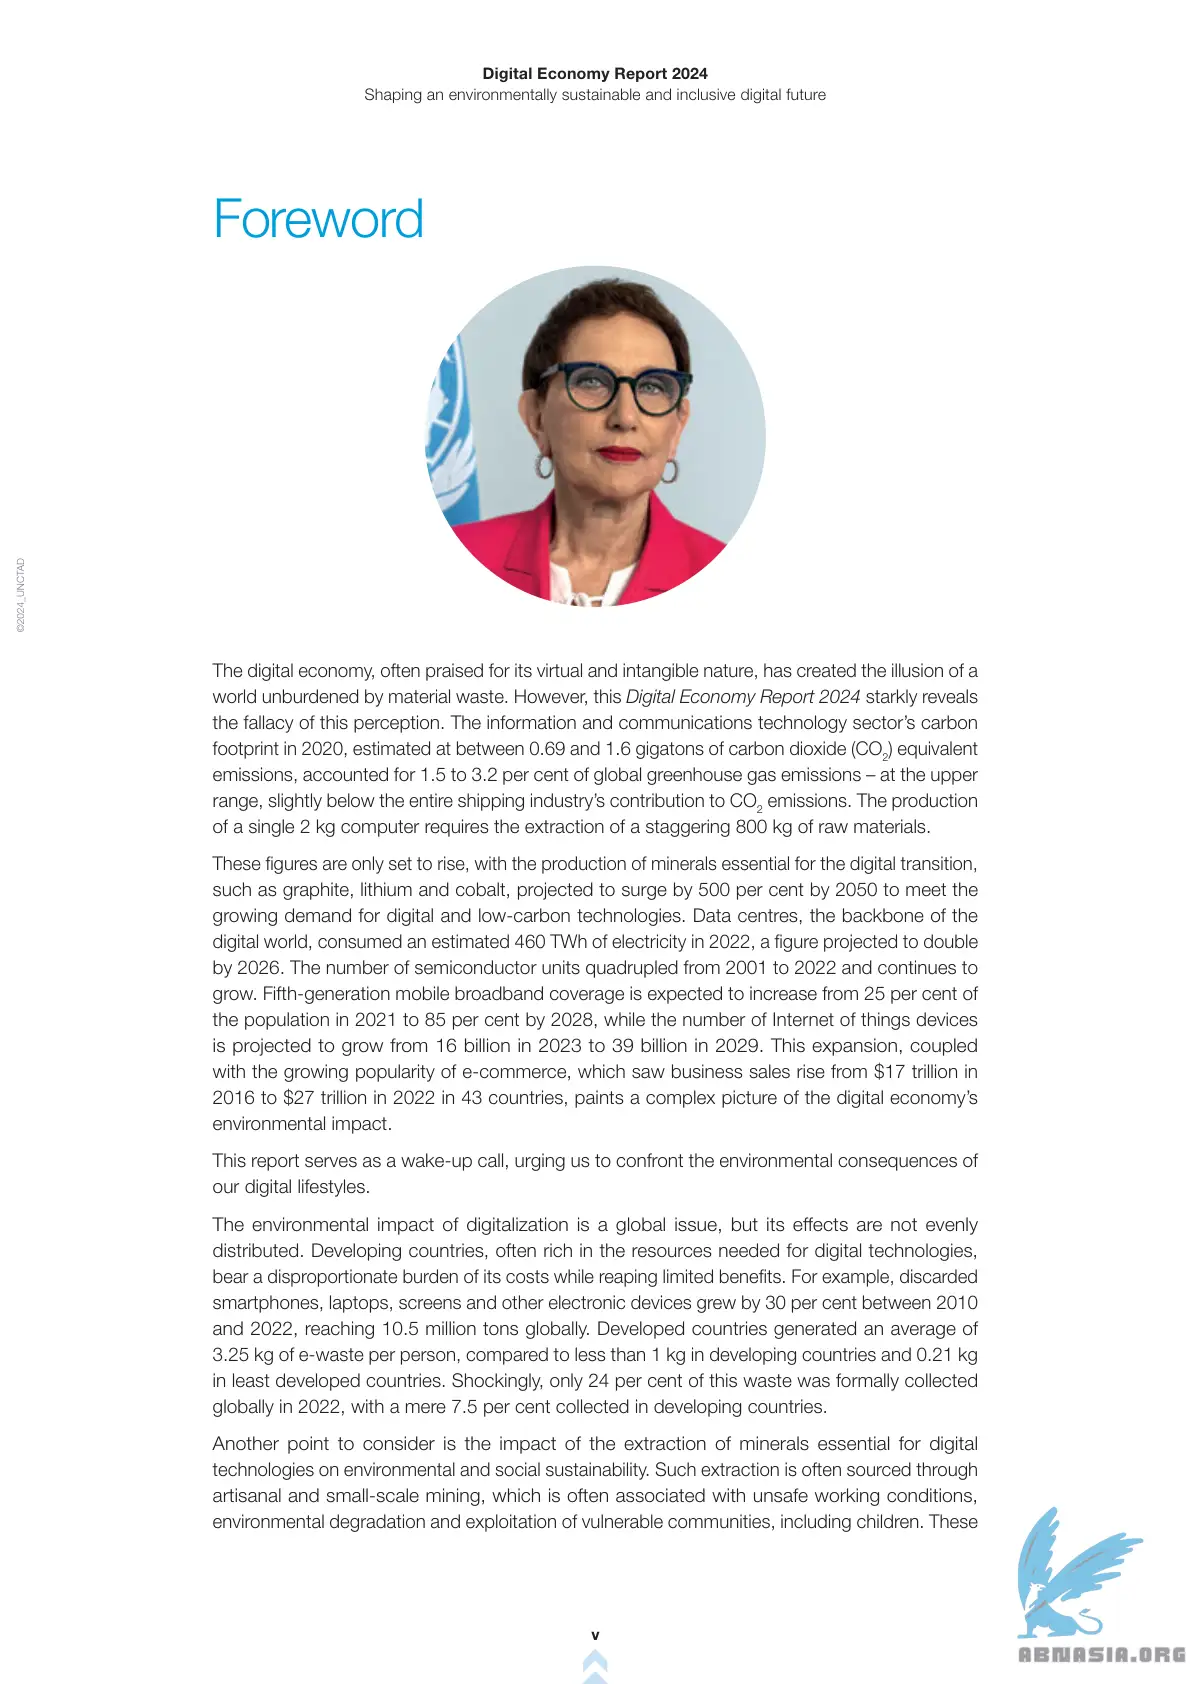 Digital Economy Report 2024
Shaping an environmentally sustainable and inclusive digital future
Foreword
©2024_UNCTAD
The digital economy, often praised for its virtual and intangible nature, has created the illusion of a
world unburdened by material waste. However, this Digital Economy Report 2024 starkly reveals
the fallacy of this perception. The information and communications technology sector’s carbon
footprint in 2020, estimated at between 0.69 and 1.6 gigatons of carbon dioxide (CO₂) equivalent
emissions, accounted for 1.5 to 3.2 per cent of global greenhouse gas emissions – at the upper
range, slightly below the entire shipping industry’s contribution to CO₂ emissions. The production
of a single 2 kg computer requires the extraction of a staggering 800 kg of raw materials.
These figures are only set to rise, with the production of minerals essential for the digital transition,
such as graphite, lithium and cobalt, projected to surge by 500 per cent by 2050 to meet the
growing demand for digital and low-carbon technologies. Data centres, the backbone of the
digital world, consumed an estimated 460 TWh of electricity in 2022, a figure projected to double
by 2026. The number of semiconductor units quadrupled from 2001 to 2022 and continues to
grow. Fifth-generation mobile broadband coverage is expected to increase from 25 per cent of
the population in 2021 to 85 per cent by 2028, while the number of Internet of things devices
is projected to grow from 16 billion in 2023 to 39 billion in 2029. This expansion, coupled
with the growing popularity of e-commerce, which saw business sales rise from $17 trillion in
2016 to $27 trillion in 2022 in 43 countries, paints a complex picture of the digital economy’s
environmental impact.
This report serves as a wake-up call, urging us to confront the environmental consequences of
our digital lifestyles.
The environmental impact of digitalization is a global issue, but its effects are not evenly
distributed. Developing countries, often rich in the resources needed for digital technologies,
bear a disproportionate burden of its costs while reaping limited benefits. For example, discarded
smartphones, laptops, screens and other electronic devices grew by 30 per cent between 2010
and 2022, reaching 10.5 million tons globally. Developed countries generated an average of
3.25 kg of e-waste per person, compared to less than 1 kg in developing countries and 0.21 kg
in least developed countries. Shockingly, only 24 per cent of this waste was formally collected
globally in 2022, with a mere 7.5 per cent collected in developing countries.
Another point to consider is the impact of the extraction of minerals essential for digital
technologies on environmental and social sustainability. Such extraction is often sourced through
artisanal and small-scale mining, which is often associated with unsafe working conditions,
environmental degradation and exploitation of vulnerable communities, including children. These
v
ABNASIA.ORG